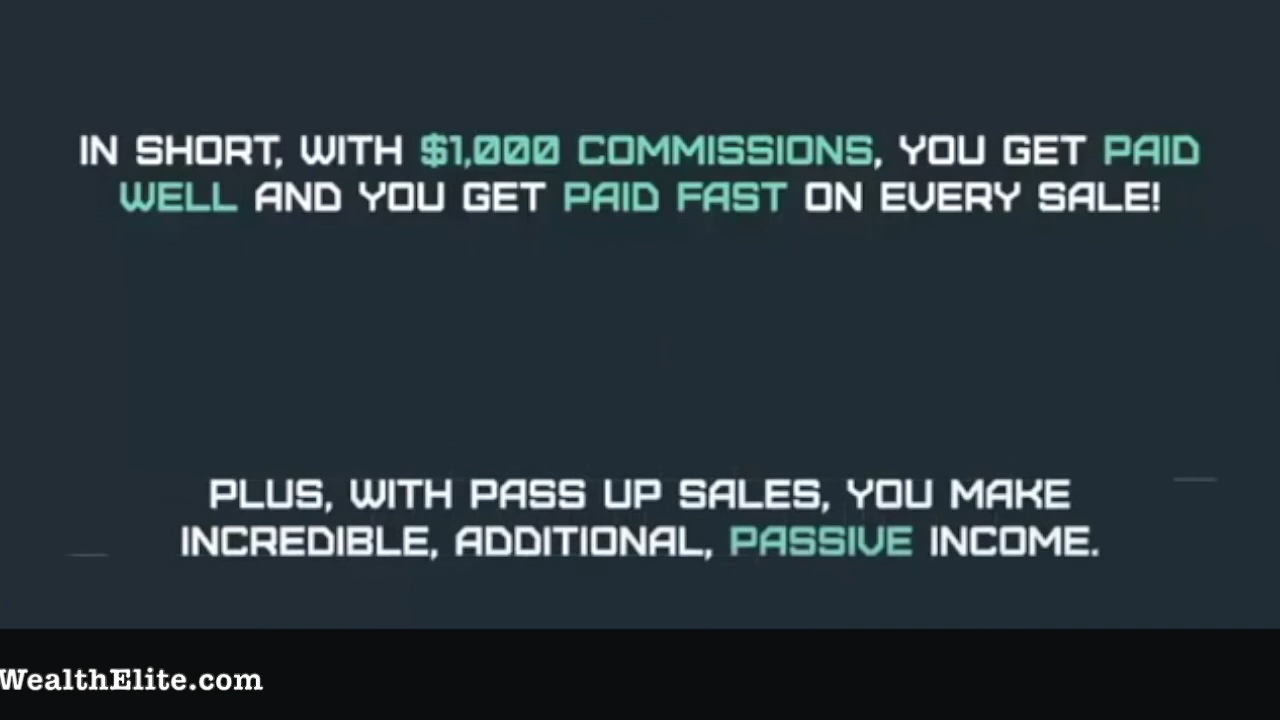 IN SHORT, WITH $1,000 COMMISSIONS, YOU GET PAID
WELL AND YOU GET PAID FAST ON EVERY SALE!
PLUS, WITH PASS UP SALES, YOU MAKE
INCREDIBLE, ADDITIONAL, PASSIVE INCOME.
WealthElite.com